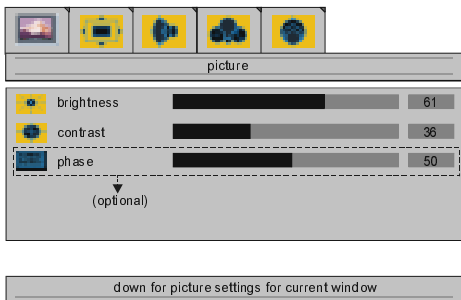 picture
brightness 61
contrast 36
phase 50
(optional)
down for picture settings for current window